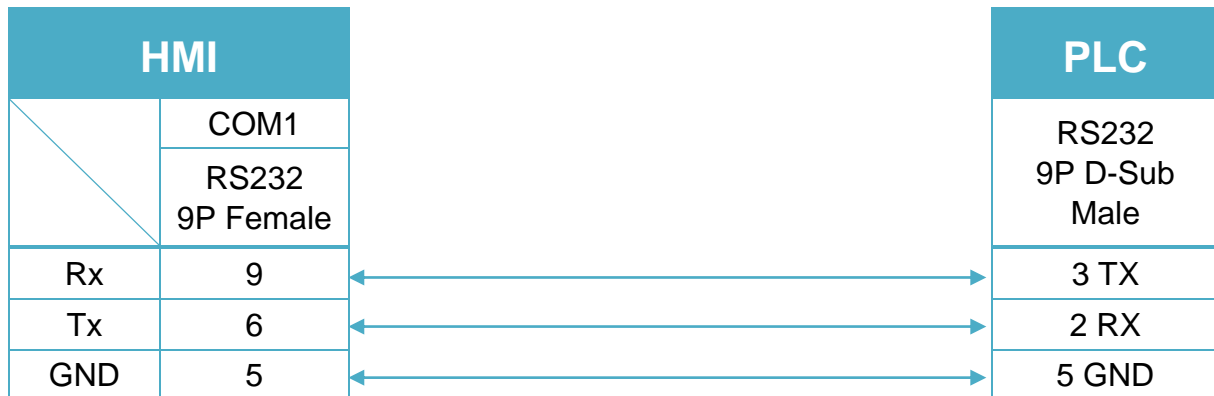 HMI
PLC
COM1
RS232
9P Female
RS232
9P D-Sub
Male
Rx 9 3 TX
Tx 6 2 RX
GND 5 5 GND